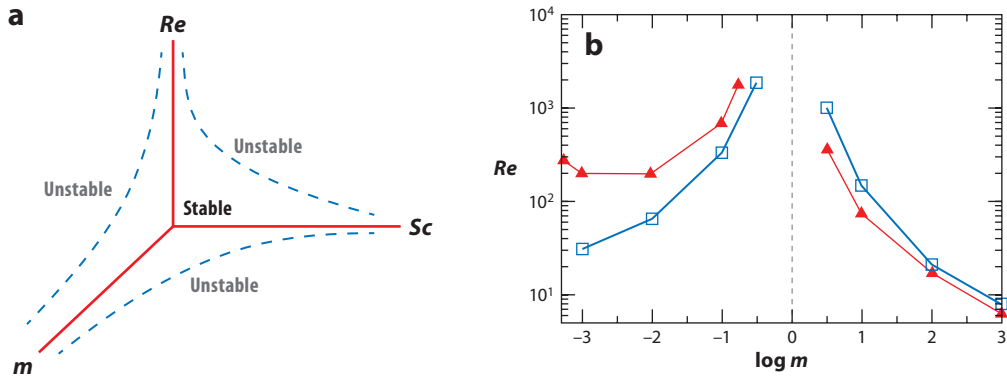 a
Re
Unstable
Unstable
Stable
Sc
Unstable
m
b
Re
10⁴
10³
10²
10¹
–3
–2
–1
0
1
2
3
log m